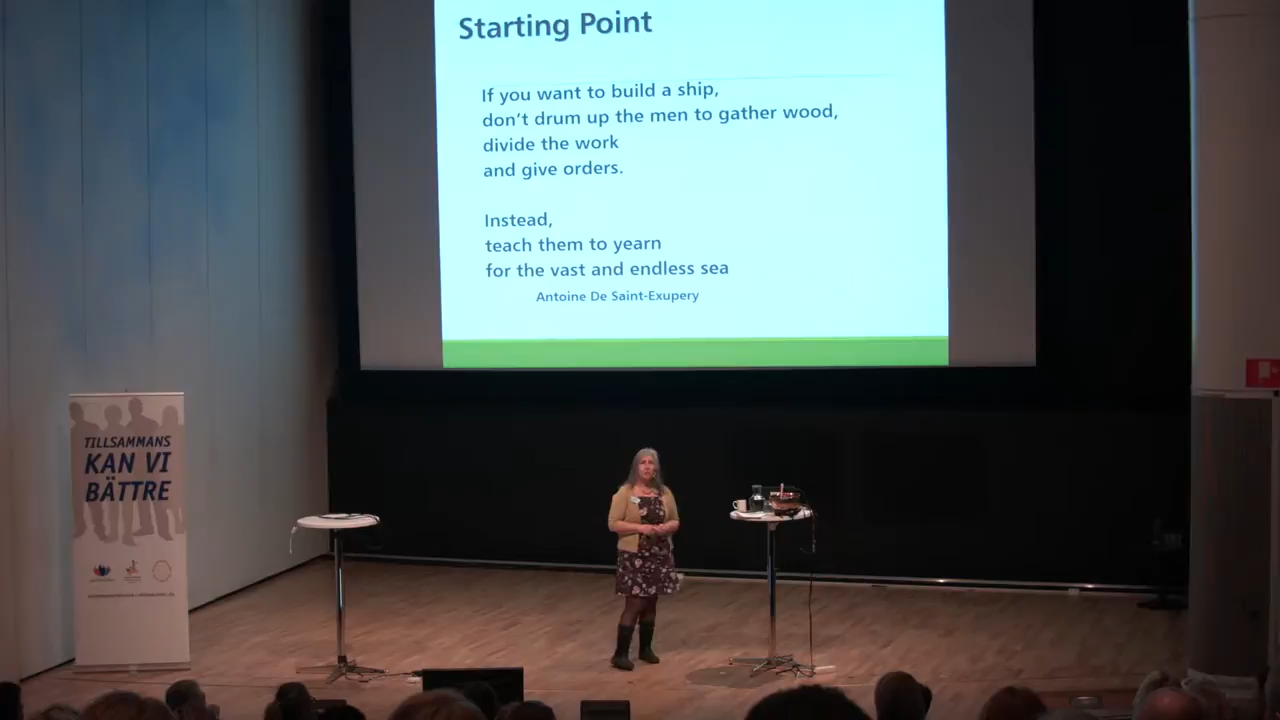 Starting Point
If you want to build a ship,
don't drum up the men to gather wood,
divide the work
and give orders.
Instead,
teach them to yearn
for the vast and endless sea
Antoine De Saint-Exupery
TILLSAMMANS
KAN VI
BÄTTRE